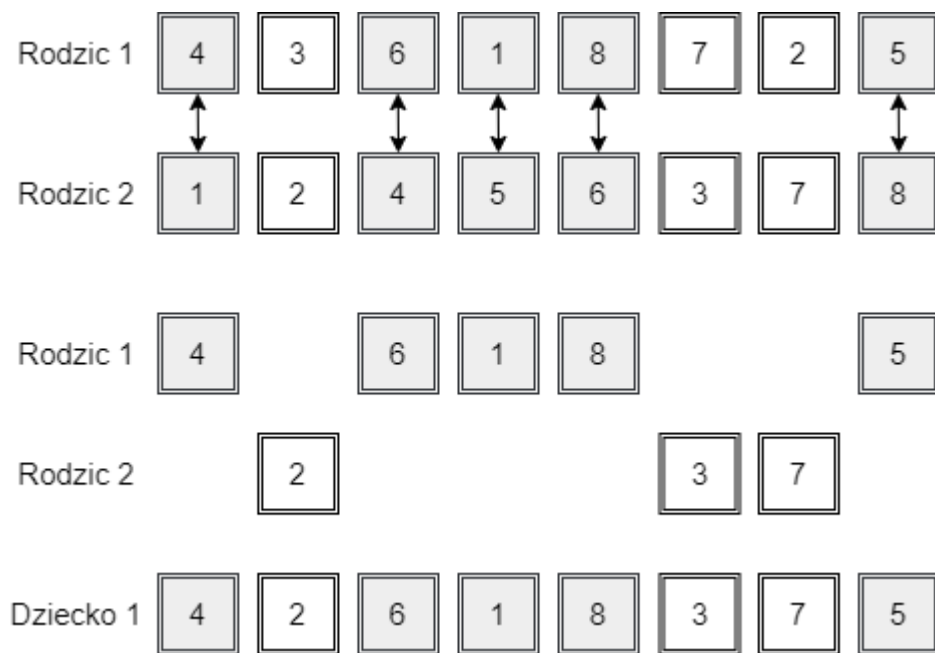 Rodzic 1 4 3 6 1 8 7 2 5
Rodzic 2 1 2 4 5 6 3 7 8
Rodzic 1 4 6 1 8 5
Rodzic 2 2 3 7
Dziecko 1 4 2 6 1 8 3 7 5